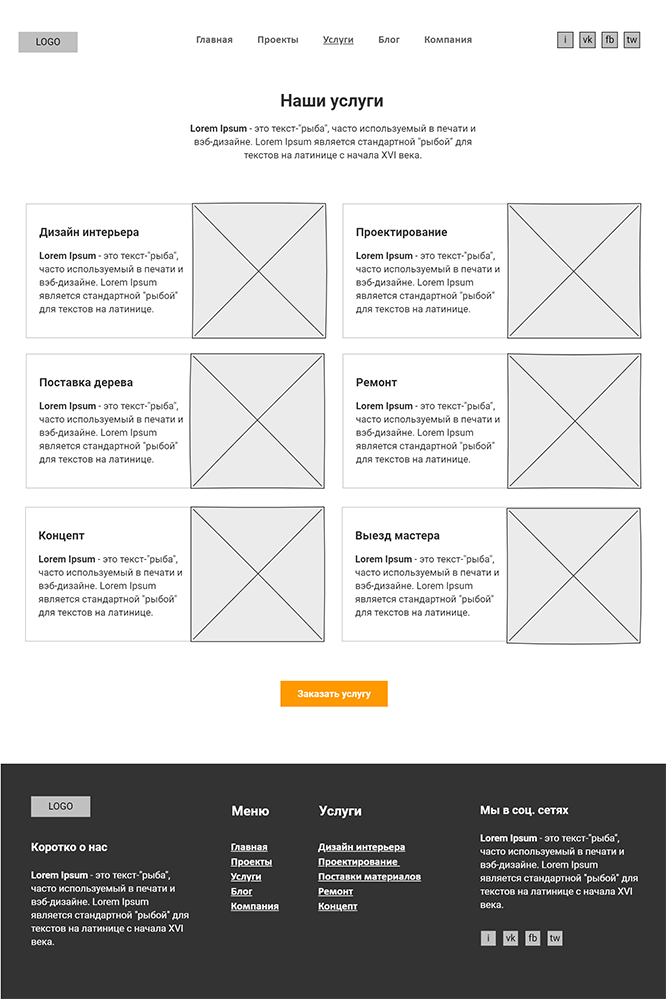 LOGO
Главная Проекты Услуги Блог Компания
i vk fb tw
Наши услуги
Lorem Ipsum - это текст-"рыба", часто используемый в печати и
вэб-дизайне. Lorem Ipsum является стандартной "рыбой" для
текстов на латинице с начала XVI века.
Дизайн интерьера
Lorem Ipsum - это текст-"рыба",
часто используемый в печати и
вэб-дизайне. Lorem Ipsum
является стандартной "рыбой"
для текстов на латинице.
Проектирование
Lorem Ipsum - это текст-"рыба",
часто используемый в печати и
вэб-дизайне. Lorem Ipsum
является стандартной "рыбой"
для текстов на латинице.
Поставка дерева
Lorem Ipsum - это текст-"рыба",
часто используемый в печати и
вэб-дизайне. Lorem Ipsum
является стандартной "рыбой"
для текстов на латинице.
Ремонт
Lorem Ipsum - это текст-"рыба",
часто используемый в печати и
вэб-дизайне. Lorem Ipsum
является стандартной "рыбой"
для текстов на латинице.
Концепт
Lorem Ipsum - это текст-"рыба",
часто используемый в печати и
вэб-дизайне. Lorem Ipsum
является стандартной "рыбой"
для текстов на латинице.
Выезд мастера
Lorem Ipsum - это текст-"рыба",
часто используемый в печати и
вэб-дизайне. Lorem Ipsum
является стандартной "рыбой"
для текстов на латинице.
Заказать услугу
LOGO
Коротко о нас
Lorem Ipsum - это текст-"рыба",
часто используемый в печати и
вэб-дизайне. Lorem Ipsum
является стандартной "рыбой" для
текстов на латинице с начала XVI
века.
Меню
Главная
Проекты
Услуги
Блог
Компания
Услуги
Дизайн интерьера
Проектирование
Поставки материалов
Ремонт
Концепт
Мы в соц. сетях
Lorem Ipsum - это текст-"рыба",
часто используемый в печати и
вэб-дизайне. Lorem Ipsum
является стандартной "рыбой" для
текстов на латинице с начала XVI
века.
i vk fb tw